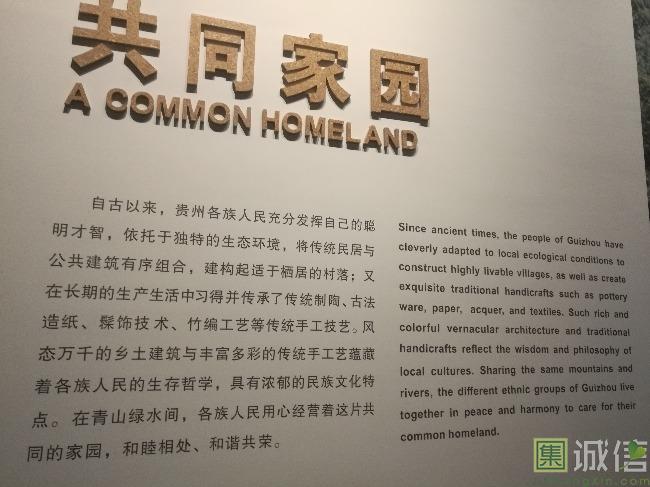 共同家园
A COMMON HOMELAND
自古以来，贵州各族人民充分发挥自己的聪
明才智，依托于独特的生态环境，将传统民居与
公共建筑有序组合，建构起适于栖居的村落；又
在长期的生产生活中习得并传承了传统制陶、古法
造纸、髹饰技术、竹编工艺等传统手工技艺。风
态万千的乡土建筑与丰富多彩的传统手工艺蕴藏
着各族人民的生存哲学，具有浓郁的民族文化特
点。在青山绿水间，各族人民用心经营着这片共
同的家园，和睦相处、和谐共荣。
Since ancient times, the people of Guizhou have
cleverly adapted to local ecological conditions to
construct highly livable villages, as well as create
exquisite traditional handicrafts such as pottery
ware, paper, acquer, and textiles. Such rich and
colorful vernacular architecture and traditional
handicrafts reflect the wisdom and philosophy of
local cultures. Sharing the same mountains and
rivers, the different ethnic groups of Guizhou live
together in peace and harmony to care for their
common homeland.
集诚信